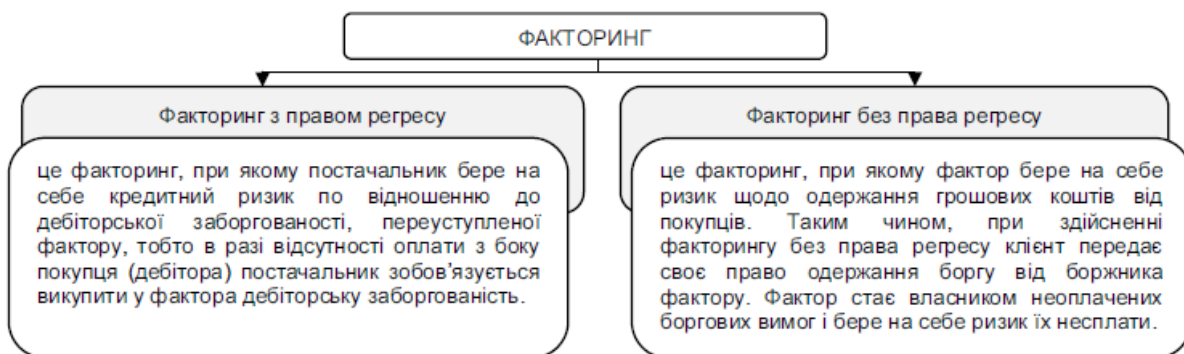 ФАКТОРИНГ
Факторинг з правом регресу
це факторинг, при якому постачальник бере на
себе кредитний ризик по відношенню до
дебіторської заборгованості, переуступленої
фактору, тобто в разі відсутності оплати з боку
покупця (дебітора) постачальник зобов’язується
викупити у фактора дебіторську заборгованість.
Факторинг без права регресу
це факторинг, при якому фактор бере на себе
ризик щодо одержання грошових коштів від
покупців. Таким чином, при здійсненні
факторингу без права регресу клієнт передає
своє право одержання боргу від боржника
фактору. Фактор стає власником неоплачених
боргових вимог і бере на себе ризик їх несплати.